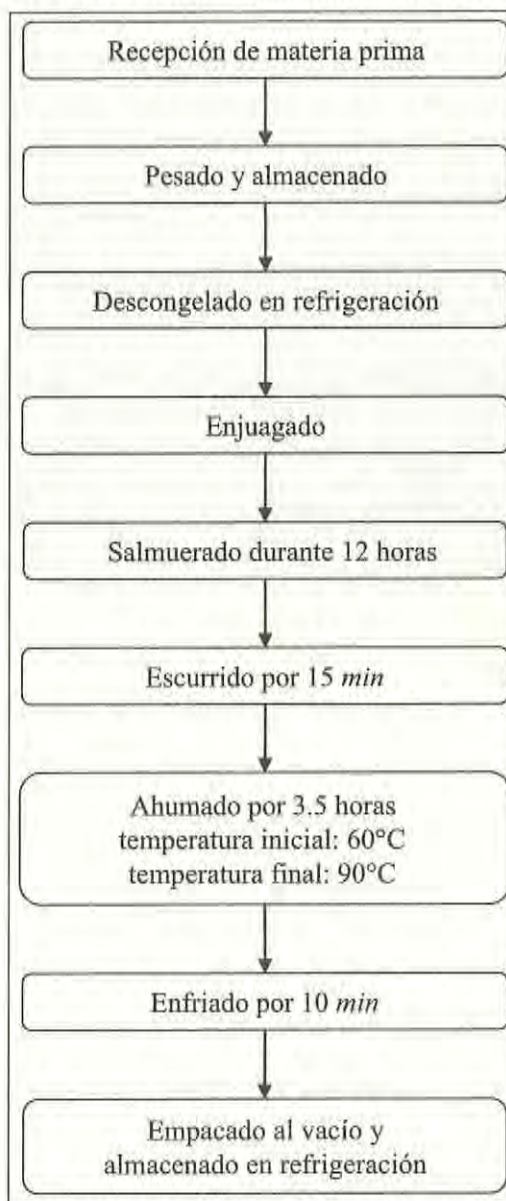 Recepción de materia prima
Pesado y almacenado
Descongelado en refrigeración
Enjuagado
Salmuerado durante 12 horas
Escurrido por 15 min
Ahumado por 3.5 horas
temperatura inicial: 60°C
temperatura final: 90°C
Enfriado por 10 min
Empacado al vacío y
almacenado en refrigeración